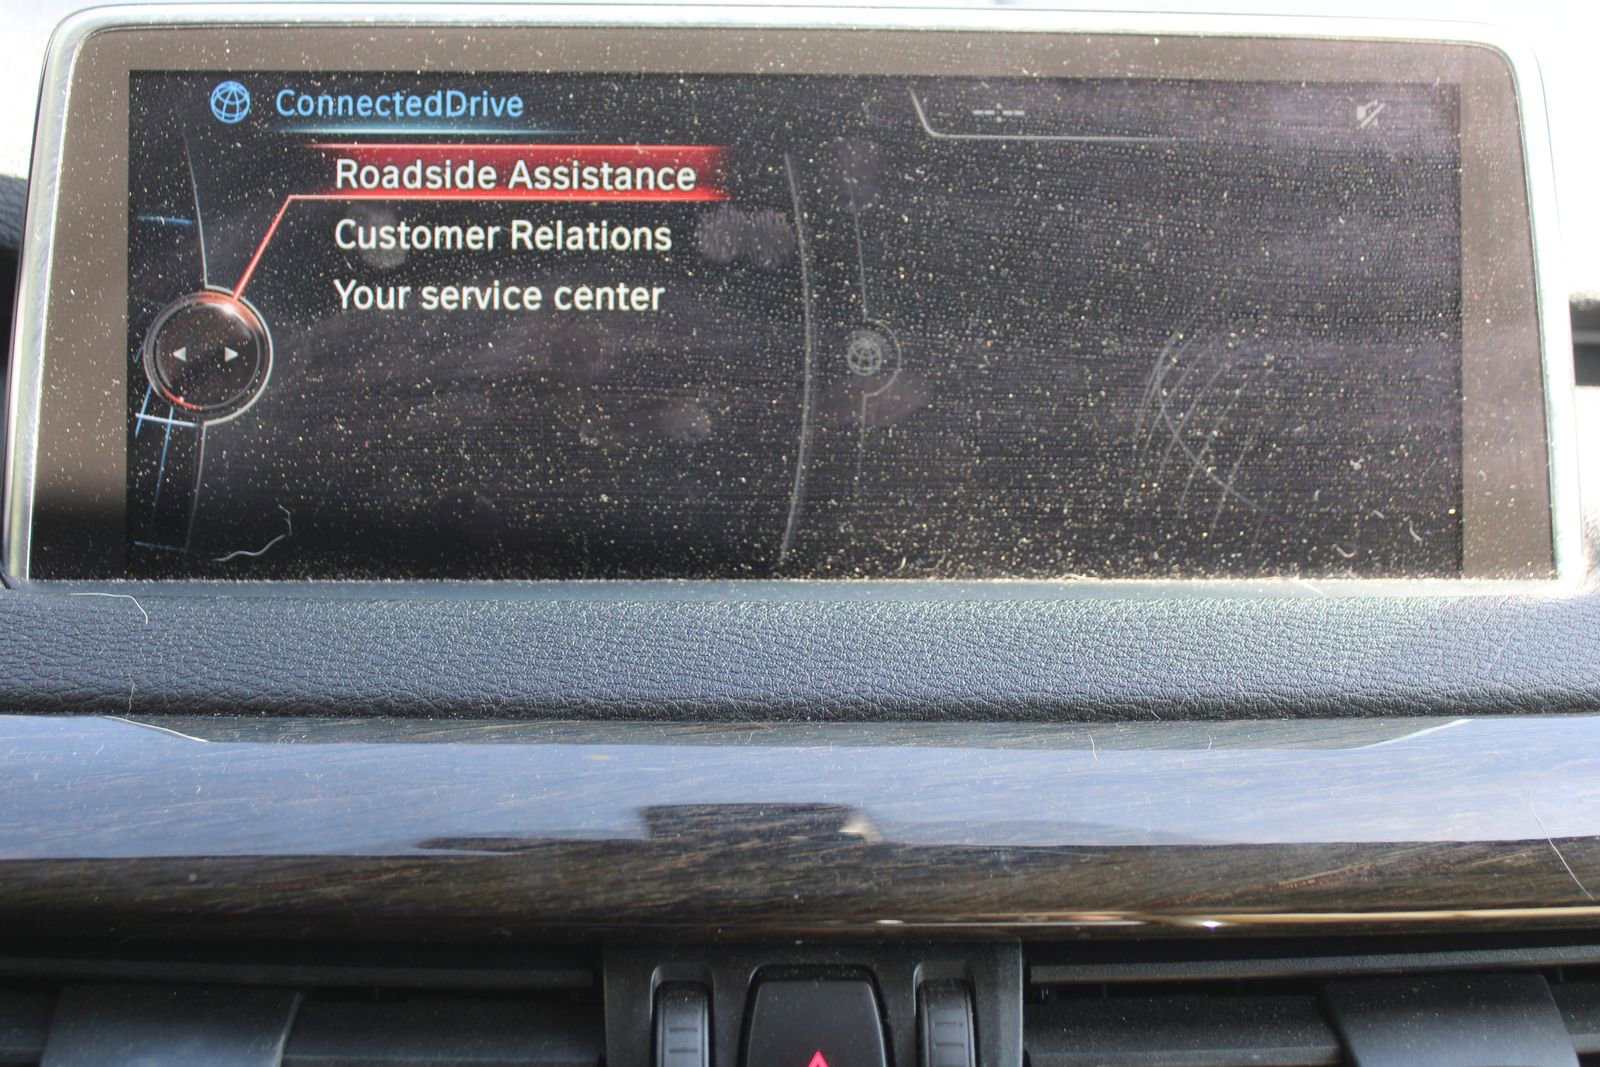 ConnectedDrive
--:--
Roadside Assistance
Customer Relations
Your service center